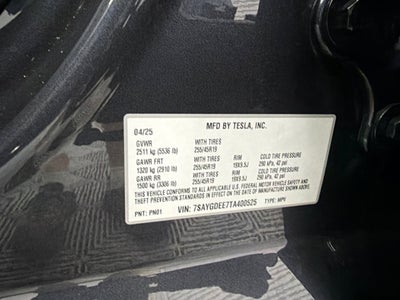 MFD BY TESLA, INC.
04/25
GVWR WITH TIRES
2511 kg (5536 lb) 255/45R19
GAWR FRT WITH TIRES RIM COLD TIRE PRESSURE
1320 kg (2910 lb) 255/45R19 19X9.5J 290 kPa, 42 psi
GAWR RR WITH TIRES RIM COLD TIRE PRESSURE
1500 kg (3306 lb) 255/45R19 19X9.5J 290 kPa, 42 psi
THIS VEHICLE CONFORMS TO ALL APPLICABLE U.S. FEDERAL MOTOR VEHICLE SAFETY AND
THEFT PREVENTION STANDARDS IN EFFECT ON THE DATE OF MANUFACTURE SHOWN ABOVE.
PNT: PN01 VIN: 7SAYGDEE7TA400525 TYPE: MPV